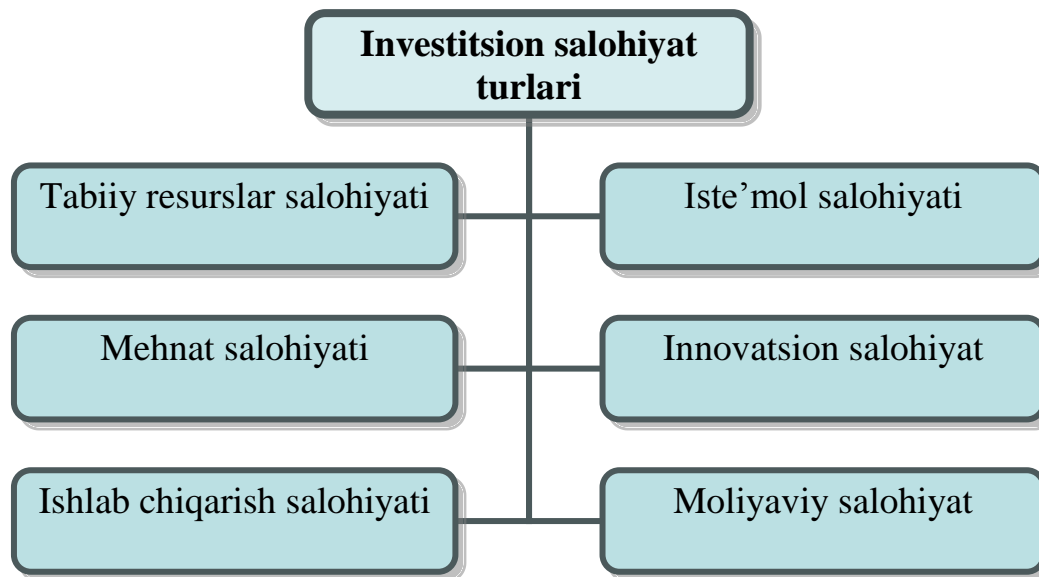 Investitsion salohiyat
turlari
Tabiiy resurslar salohiyati
Iste’mol salohiyati
Mehnat salohiyati
Innovatsion salohiyat
Ishlab chiqarish salohiyati
Moliyaviy salohiyat